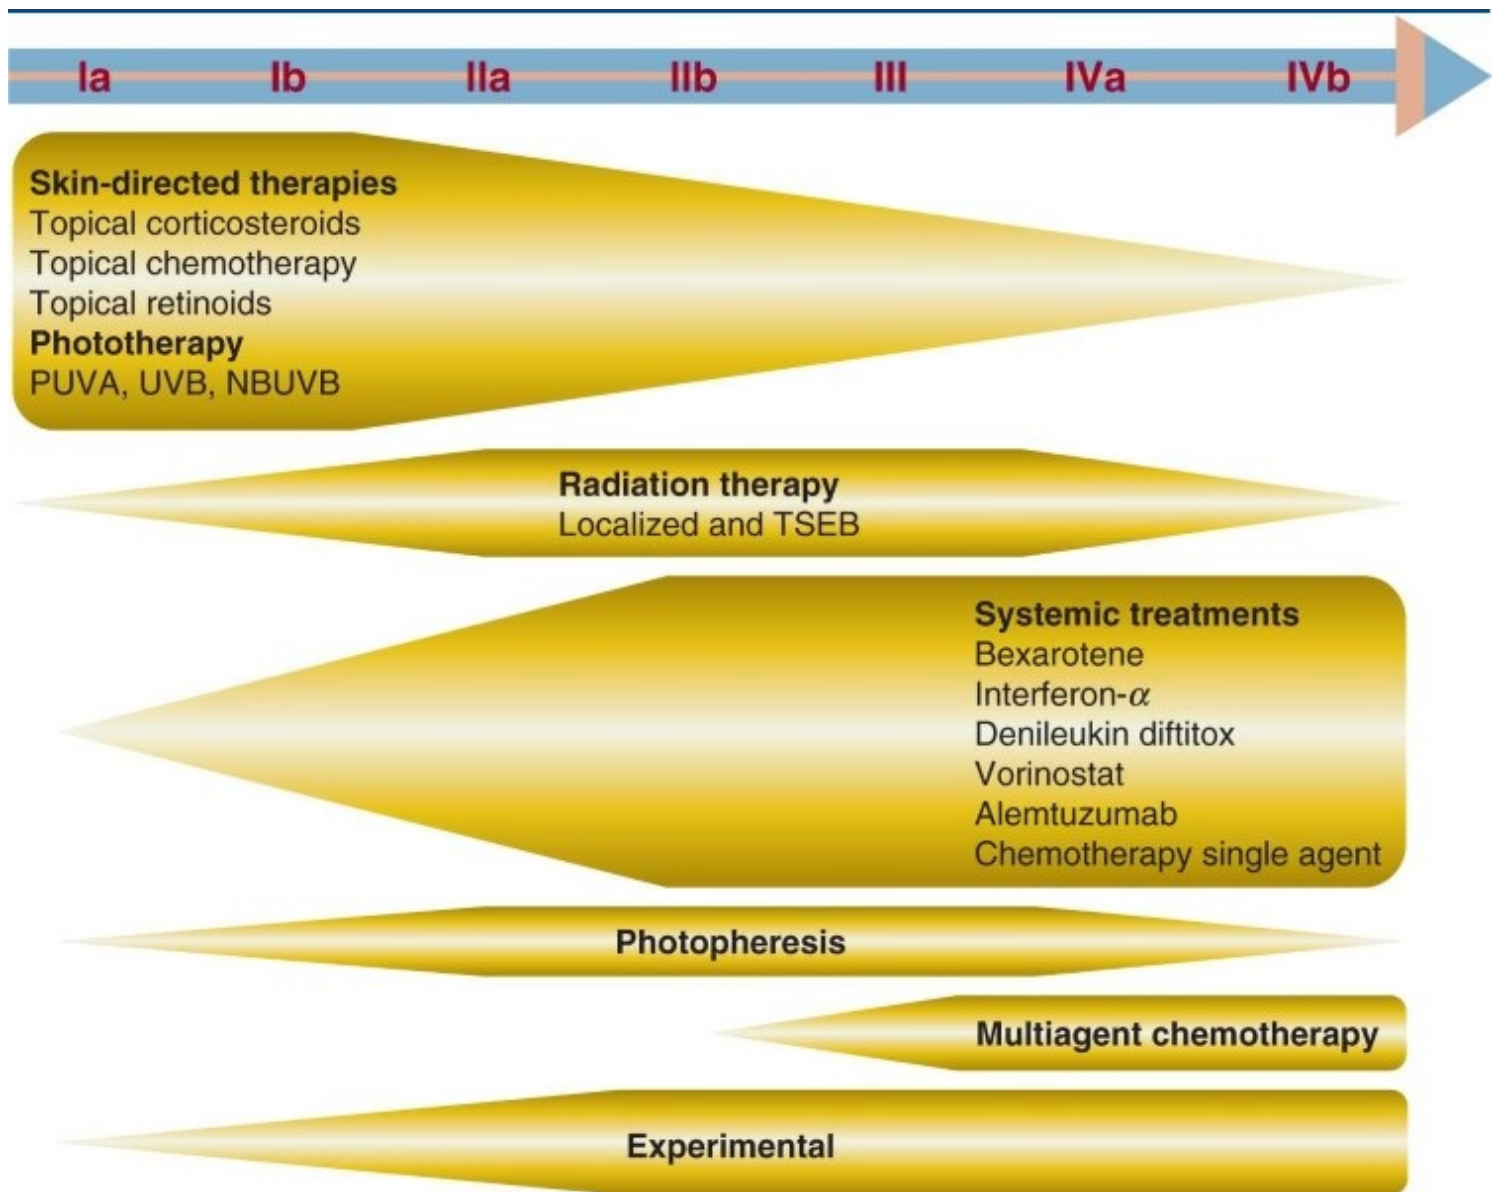 Ia Ib IIa IIb III IVa IVb
Skin-directed therapies
Topical corticosteroids
Topical chemotherapy
Topical retinoids
Phototherapy
PUVA, UVB, NBUVB
Radiation therapy
Localized and TSEB
Systemic treatments
Bexarotene
Interferon-α
Denileukin diftitox
Vorinostat
Alemtuzumab
Chemotherapy single agent
Photopheresis
Multiagent chemotherapy
Experimental